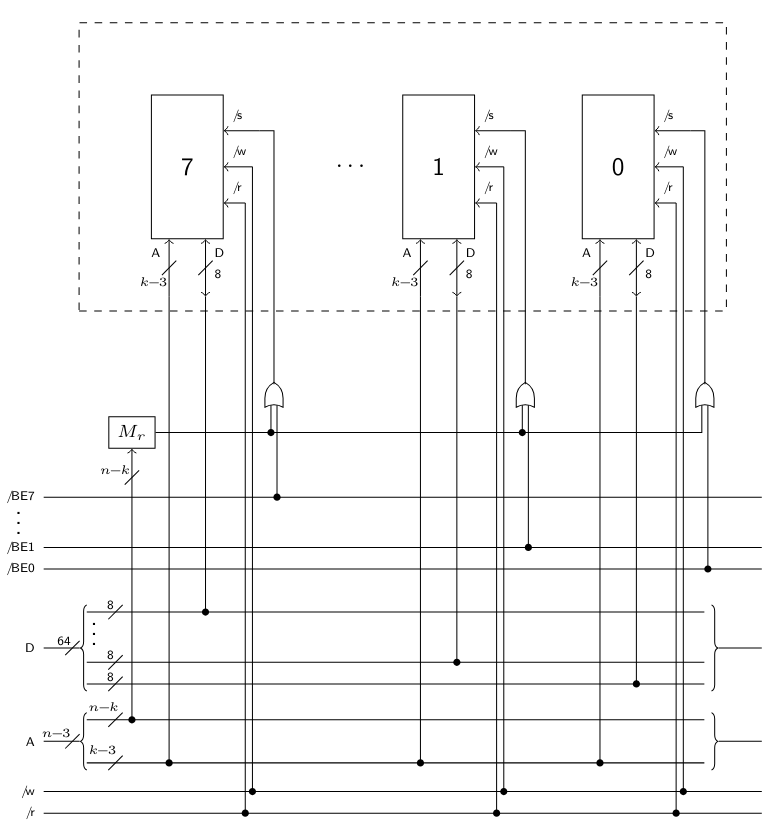 /s
/s
/s
/w
/w
/w
7
...
1
0
/r
/r
/r
A
D
A
D
A
D
8
8
8
k−3
k−3
k−3
M_r
n−k
/BE7
⋮
/BE1
/BE0
8
⋮
64
D
8
8
n−k
n−3
A
k−3
/w
/r